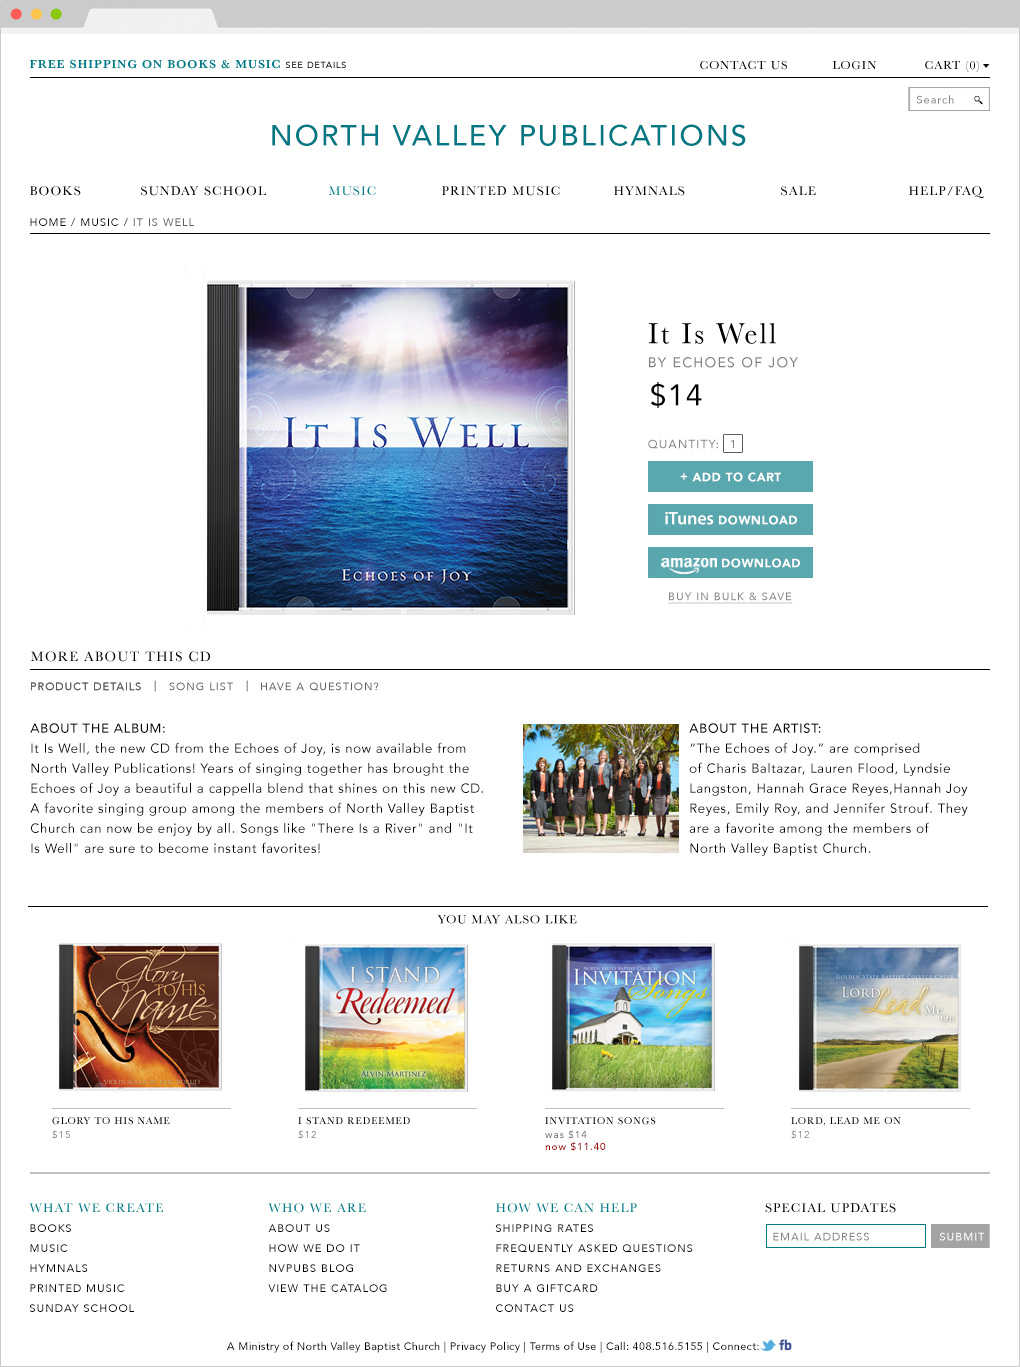 FREE SHIPPING ON BOOKS & MUSIC SEE DETAILS
CONTACT US LOGIN CART (0)
Search
NORTH VALLEY PUBLICATIONS
BOOKS SUNDAY SCHOOL MUSIC PRINTED MUSIC HYMNALS SALE HELP/FAQ
HOME / MUSIC / IT IS WELL
IT IS WELL
ECHOES OF JOY
It Is Well
BY ECHOES OF JOY
$14
QUANTITY: 1
+ ADD TO CART
iTunes DOWNLOAD
amazon DOWNLOAD
BUY IN BULK & SAVE
MORE ABOUT THIS CD
PRODUCT DETAILS | SONG LIST | HAVE A QUESTION?
ABOUT THE ALBUM:
It Is Well, the new CD from the Echoes of Joy, is now available from
North Valley Publications! Years of singing together has brought the
Echoes of Joy a beautiful a cappella blend that shines on this new CD.
A favorite singing group among the members of North Valley Baptist
Church can now be enjoy by all. Songs like "There Is a River" and "It
Is Well" are sure to become instant favorites!
ABOUT THE ARTIST:
“The Echoes of Joy.” are comprised
of Charis Baltazar, Lauren Flood, Lyndsie
Langston, Hannah Grace Reyes,Hannah Joy
Reyes, Emily Roy, and Jennifer Strouf. They
are a favorite among the members of
North Valley Baptist Church.
YOU MAY ALSO LIKE
Glory
TO HIS
Name
I STAND
Redeemed
ALVIN MARTINEZ
NORTH VALLEY BAPTIST CHURCH
INVITATION
Songs
GOLDEN STATE BAPTIST COLLEGE CHOIR
LORD Lead Me On
GLORY TO HIS NAME
$15
I STAND REDEEMED
$12
INVITATION SONGS
was $14
now $11.40
LORD, LEAD ME ON
$12
WHAT WE CREATE
BOOKS
MUSIC
HYMNALS
PRINTED MUSIC
SUNDAY SCHOOL
WHO WE ARE
ABOUT US
HOW WE DO IT
NVPUBS BLOG
VIEW THE CATALOG
HOW WE CAN HELP
SHIPPING RATES
FREQUENTLY ASKED QUESTIONS
RETURNS AND EXCHANGES
BUY A GIFTCARD
CONTACT US
SPECIAL UPDATES
EMAIL ADDRESS SUBMIT
A Ministry of North Valley Baptist Church | Privacy Policy | Terms of Use | Call: 408.516.5155 | Connect: fb